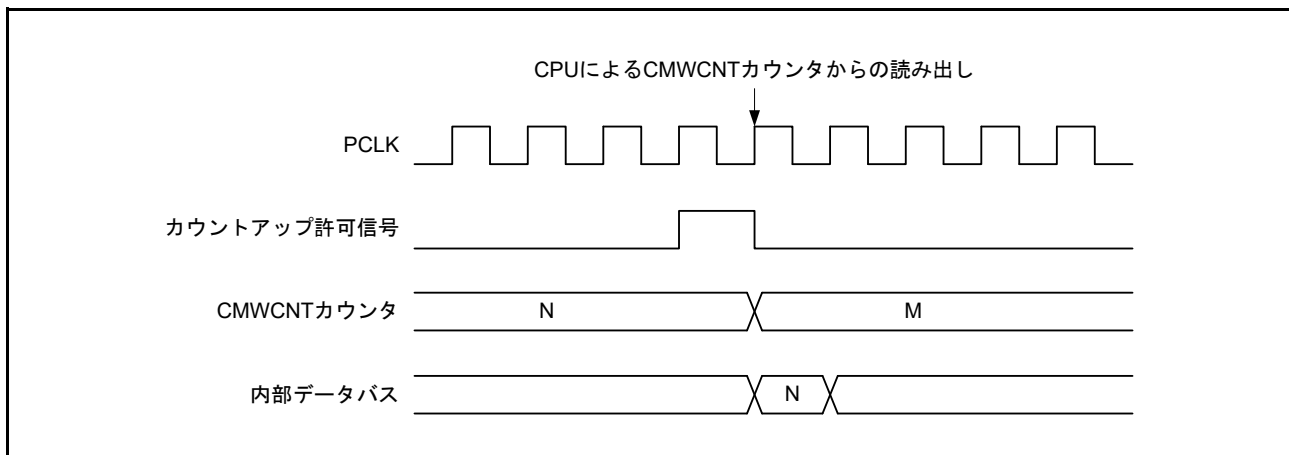 CPUによるCMWCNTカウンタからの読み出し
PCLK
カウントアップ許可信号
CMWCNTカウンタ
N
M
内部データバス
N